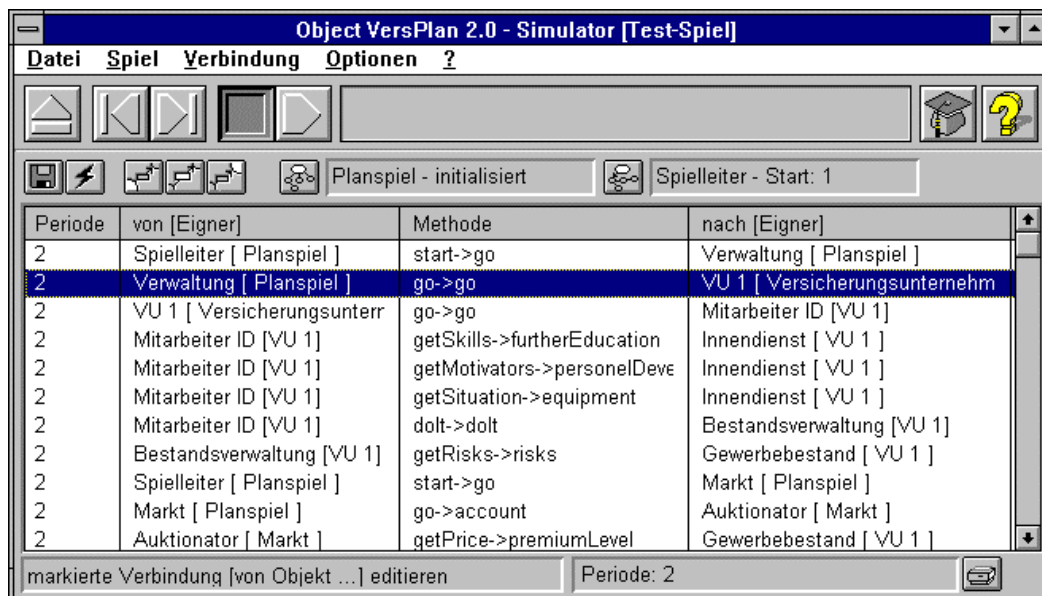 Object VersPlan 2.0 - Simulator [Test-Spiel]
Datei Spiel Verbindung Optionen ?
Planspiel - initialisiert Spielleiter - Start: 1
Periode von [Eigner] Methode nach [Eigner]
2 Spielleiter [ Planspiel ] start->go Verwaltung [ Planspiel ]
2 Verwaltung [ Planspiel ] go->go VU 1 [ Versicherungsunternehm
2 VU 1 [ Versicherungsunterr go->go Mitarbeiter ID [VU 1]
2 Mitarbeiter ID [VU 1] getSkills->furtherEducation Innendienst [ VU 1 ]
2 Mitarbeiter ID [VU 1] getMotivators->personelDeve Innendienst [ VU 1 ]
2 Mitarbeiter ID [VU 1] getSituation->equipment Innendienst [ VU 1 ]
2 Mitarbeiter ID [VU 1] doIt->doIt Bestandsverwaltung [VU 1]
2 Bestandsverwaltung [VU 1] getRisks->risks Gewerbebestand [ VU 1 ]
2 Spielleiter [ Planspiel ] start->go Markt [ Planspiel ]
2 Markt [ Planspiel ] go->account Auktionator [ Markt ]
2 Auktionator [ Markt ] getPrice->premiumLevel Gewerbebestand [ VU 1 ]
markierte Verbindung [von Objekt ...] editieren Periode: 2